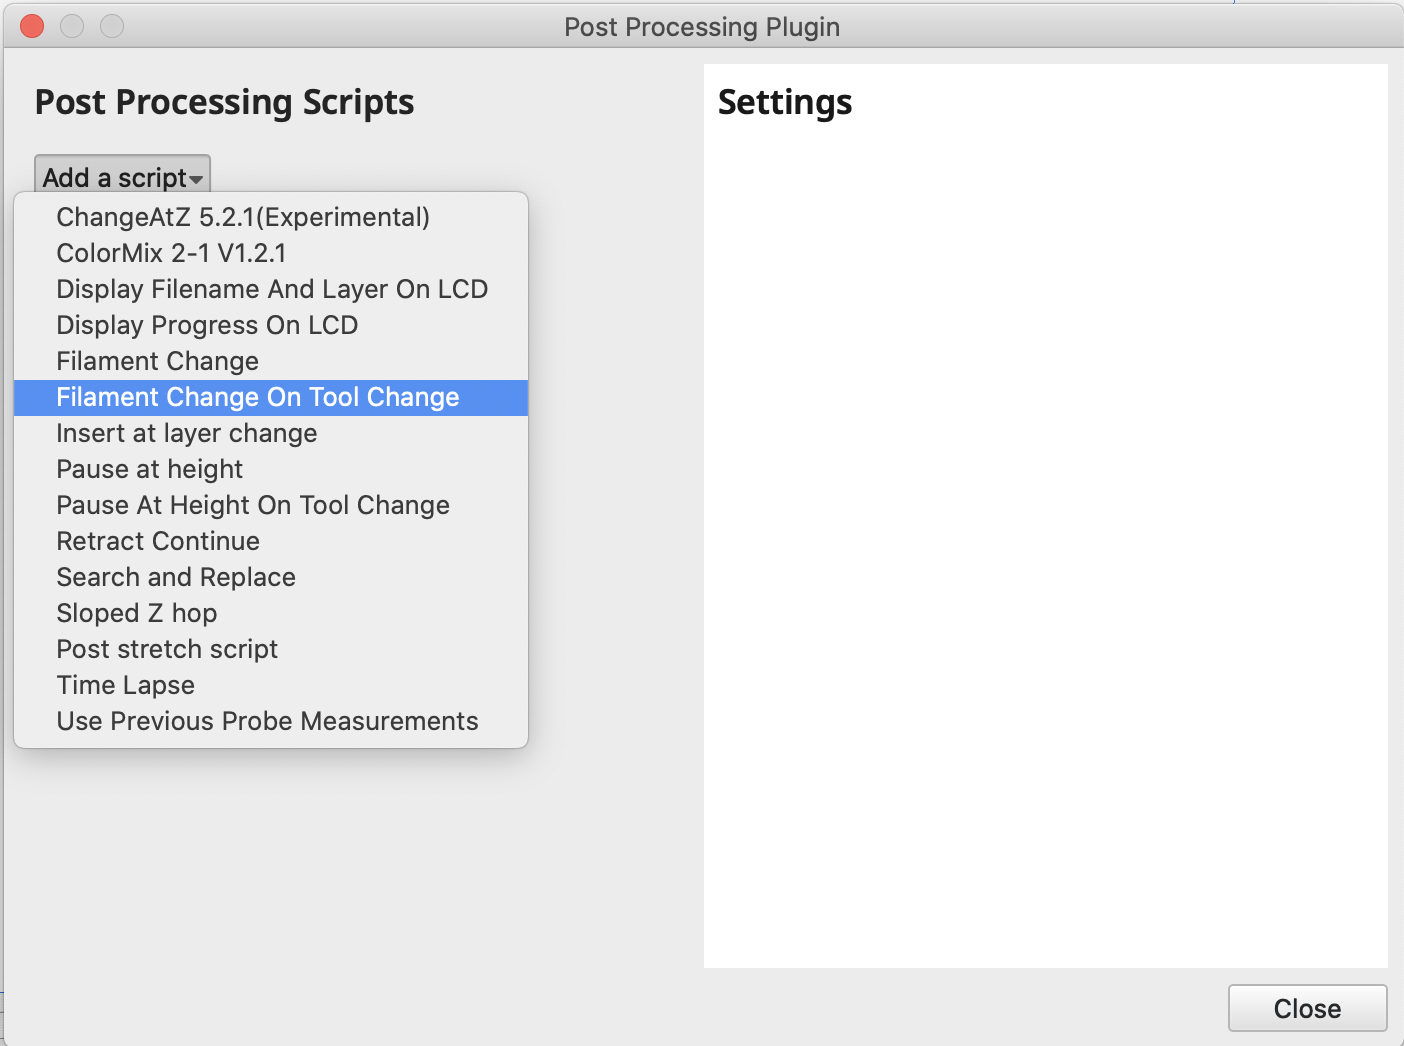 Post Processing Plugin
Post Processing Scripts
Settings
Add a script
ChangeAtZ 5.2.1(Experimental)
ColorMix 2-1 V1.2.1
Display Filename And Layer On LCD
Display Progress On LCD
Filament Change
Filament Change On Tool Change
Insert at layer change
Pause at height
Pause At Height On Tool Change
Retract Continue
Search and Replace
Sloped Z hop
Post stretch script
Time Lapse
Use Previous Probe Measurements
Close